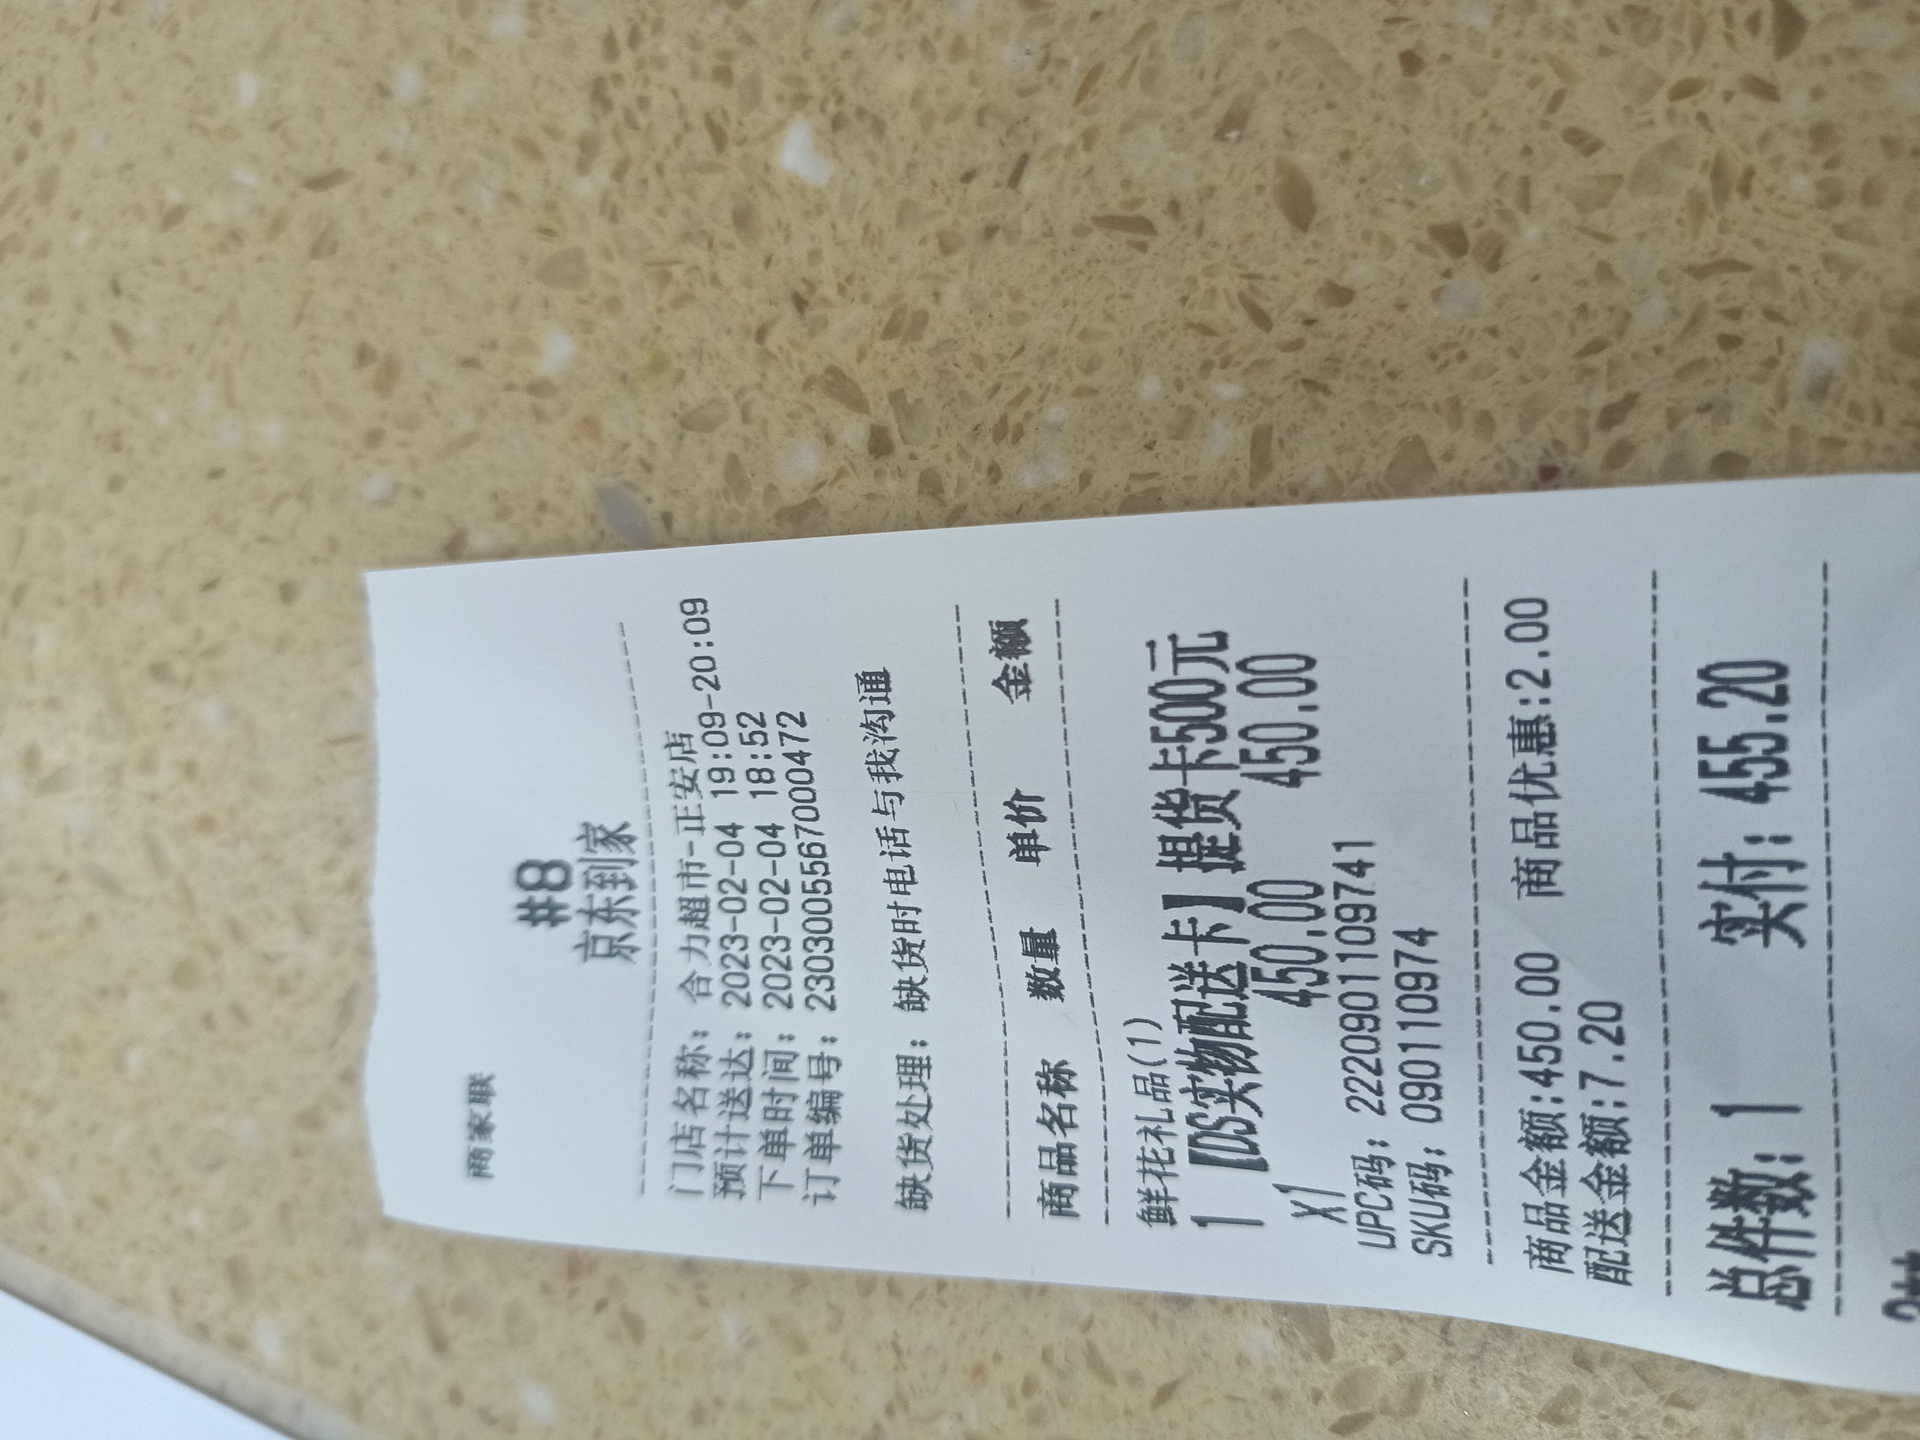 商家联
#8
京东到家
门店名称：合力超市-正安店
预计送达：2023-02-04 19:09-20:09
下单时间：2023-02-04 18:52
订单编号：2303005567000472
缺货处理：缺货时电话与我沟通
商品名称 数量 单价 金额
鲜花礼品(1)
1【DS实物配送卡】提货卡500元
X1 450.00 450.00
UPC码：2220901109741
SKU码：090110974
商品金额:450.00 商品优惠:2.00
配送金额:7.20
总件数：1 实付：455.20